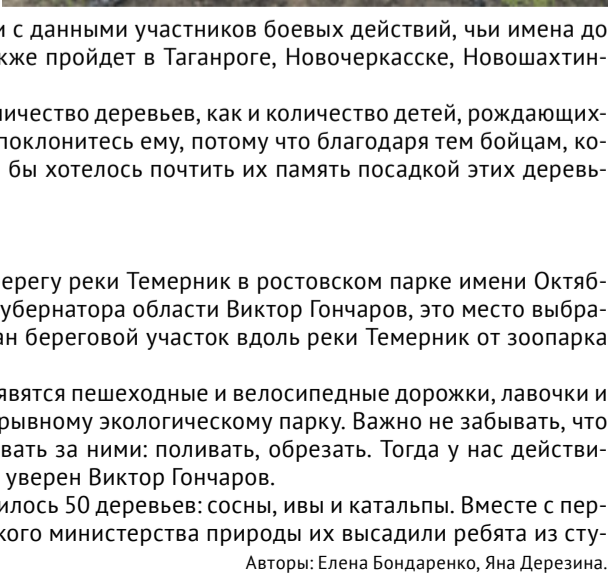 и с данными участников боевых действий, чьи имена до
кже пройдет в Таганроге, Новочеркасске, Новошахтин-
личество деревьев, как и количество детей, рождающих-
поклонитесь ему, потому что благодаря тем бойцам, ко-
бы хотелось почтить их память посадкой этих деревь-
ерегу реки Темерник в ростовском парке имени Октяб-
убернатора области Виктор Гончаров, это место выбра-
ан береговой участок вдоль реки Темерник от зоопарка
явятся пешеходные и велосипедные дорожки, лавочки и
рывному экологическому парку. Важно не забывать, что
вать за ними: поливать, обрезать. Тогда у нас действи-
уверен Виктор Гончаров.
илось 50 деревьев: сосны, ивы и катальпы. Вместе с пер-
кого министерства природы их высадили ребята из сту-
Авторы: Елена Бондаренко, Яна Дерезина.